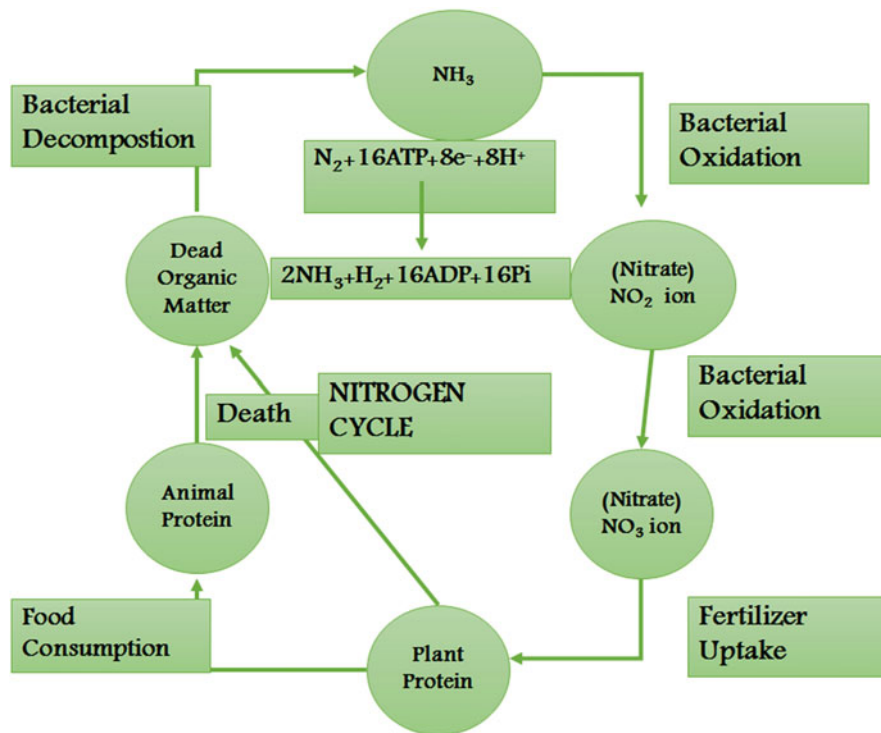 NH₃
Bacterial
Decompostion
Bacterial
Oxidation
N₂+16ATP+8e⁻+8H⁺
Dead
Organic
Matter
2NH₃+H₂+16ADP+16Pi
(Nitrate)
NO₂ ion
Bacterial
Oxidation
Death
NITROGEN
CYCLE
Animal
Protein
(Nitrate)
NO₃ ion
Food
Consumption
Plant
Protein
Fertilizer
Uptake